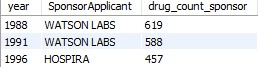 year SponsorApplicant drug_count_sponsor
1988 WATSON LABS 619
1991 WATSON LABS 588
1996 HOSPIRA 457